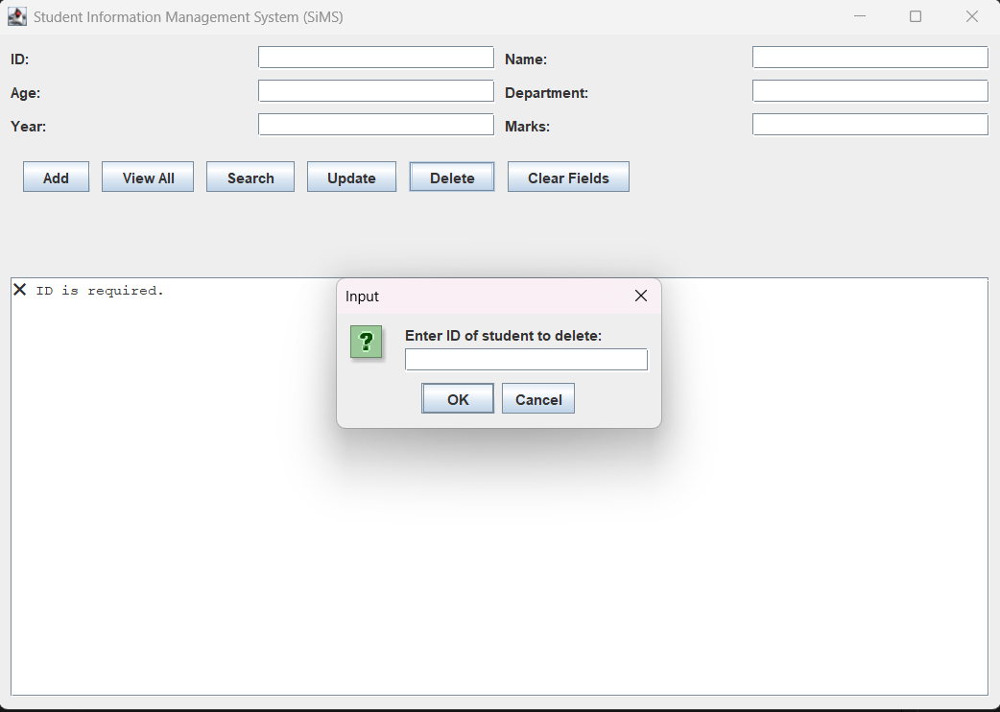 Student Information Management System (SiMS)
ID:
Name:
Age:
Department:
Year:
Marks:
Add
View All
Search
Update
Delete
Clear Fields
❌ ID is required.
Input
?
Enter ID of student to delete:
OK
Cancel